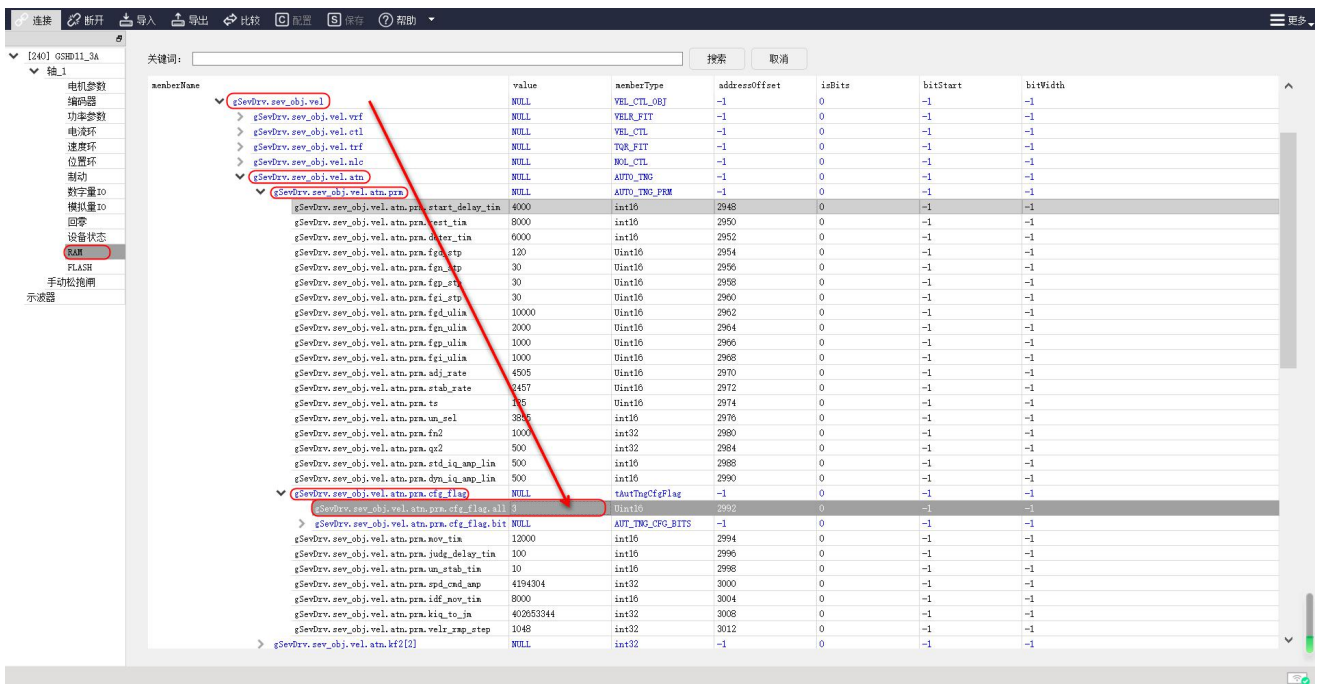 连接 断开 导入 导出 比较 C 配置 S 保存 ? 帮助 更多
[240] GSHD11_3A
轴_1
电机参数
编码器
功率参数
电流环
速度环
位置环
制动
数字量IO
模拟量IO
回零
设备状态
RAM
FLASH
手动松抱闸
示波器
关键词: 搜索 取消
memberName value memberType addressOffset isBits bitStart bitWidth
gSevDrv.sev_obj.vel NULL VEL_CTL_OBJ -1 0 -1 -1
gSevDrv.sev_obj.vel.vrf NULL VELR_FIT -1 0 -1 -1
gSevDrv.sev_obj.vel.ctl NULL VEL_CTL -1 0 -1 -1
gSevDrv.sev_obj.vel.trf NULL TQR_FIT -1 0 -1 -1
gSevDrv.sev_obj.vel.nlc NULL NOL_CTL -1 0 -1 -1
gSevDrv.sev_obj.vel.atn NULL AUTO_TNG -1 0 -1 -1
gSevDrv.sev_obj.vel.atn.prm NULL AUTO_TNG_PRM -1 0 -1 -1
gSevDrv.sev_obj.vel.atn.prm.start_delay_tim 4000 int16 2948 0 -1 -1
gSevDrv.sev_obj.vel.atn.prm.rest_tim 8000 int16 2950 0 -1 -1
gSevDrv.sev_obj.vel.atn.prm.deter_tim 6000 int16 2952 0 -1 -1
gSevDrv.sev_obj.vel.atn.prm.fgd_stp 120 Uint16 2954 0 -1 -1
gSevDrv.sev_obj.vel.atn.prm.fgn_stp 30 Uint16 2956 0 -1 -1
gSevDrv.sev_obj.vel.atn.prm.fgp_stp 30 Uint16 2958 0 -1 -1
gSevDrv.sev_obj.vel.atn.prm.fgi_stp 30 Uint16 2960 0 -1 -1
gSevDrv.sev_obj.vel.atn.prm.fgd_ulim 10000 Uint16 2962 0 -1 -1
gSevDrv.sev_obj.vel.atn.prm.fgn_ulim 2000 Uint16 2964 0 -1 -1
gSevDrv.sev_obj.vel.atn.prm.fgp_ulim 1000 Uint16 2966 0 -1 -1
gSevDrv.sev_obj.vel.atn.prm.fgi_ulim 1000 Uint16 2968 0 -1 -1
gSevDrv.sev_obj.vel.atn.prm.adj_rate 4505 Uint16 2970 0 -1 -1
gSevDrv.sev_obj.vel.atn.prm.stab_rate 2457 Uint16 2972 0 -1 -1
gSevDrv.sev_obj.vel.atn.prm.ts Uint16 2974 0 -1 -1
gSevDrv.sev_obj.vel.atn.prm.un_sel 3855 int16 2976 0 -1 -1
gSevDrv.sev_obj.vel.atn.prm.fn2 1000 int32 2980 0 -1 -1
gSevDrv.sev_obj.vel.atn.prm.qx2 500 int32 2984 0 -1 -1
gSevDrv.sev_obj.vel.atn.prm.std_iq_amp_lim 500 int16 2988 0 -1 -1
gSevDrv.sev_obj.vel.atn.prm.dyn_iq_amp_lim 500 int16 2990 0 -1 -1
gSevDrv.sev_obj.vel.atn.prm.cfg_flag NULL tAutTngCfgFlag -1 0 -1 -1
gSevDrv.sev_obj.vel.atn.prm.cfg_flag.all 3 Uint16 2992 0 -1 -1
gSevDrv.sev_obj.vel.atn.prm.cfg_flag.bit NULL AUT_TNG_CFG_BITS -1 0 -1 -1
gSevDrv.sev_obj.vel.atn.prm.mov_tim 12000 int16 2994 0 -1 -1
gSevDrv.sev_obj.vel.atn.prm.judg_delay_tim 100 int16 2996 0 -1 -1
gSevDrv.sev_obj.vel.atn.prm.un_stab_tim 10 int16 2998 0 -1 -1
gSevDrv.sev_obj.vel.atn.prm.spd_cmd_amp 4194304 int32 3000 0 -1 -1
gSevDrv.sev_obj.vel.atn.prm.idf_mov_tim 8000 int16 3004 0 -1 -1
gSevDrv.sev_obj.vel.atn.prm.kiq_to_jm 402653344 int32 3008 0 -1 -1
gSevDrv.sev_obj.vel.atn.prm.velr_rmp_step 1048 int32 3012 0 -1 -1
gSevDrv.sev_obj.vel.atn.kf2[2] NULL int32 -1 0 -1 -1